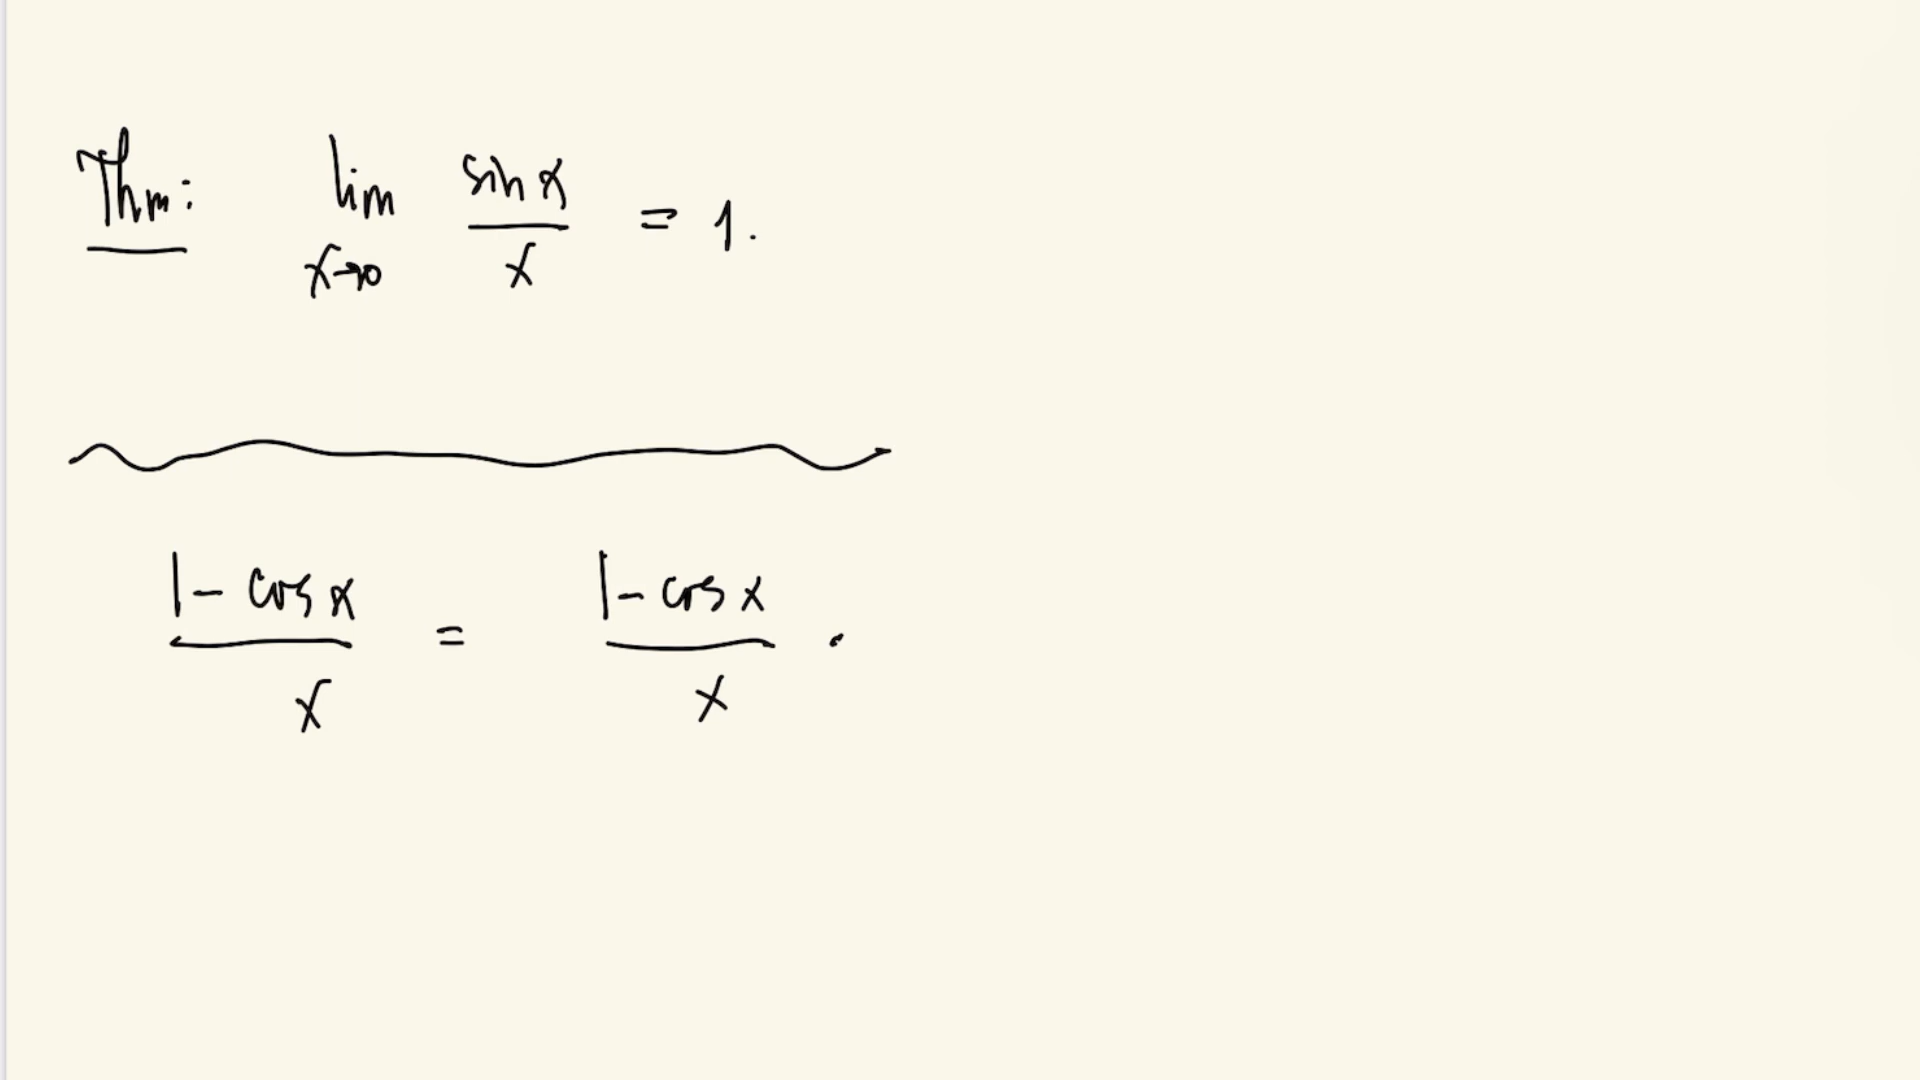 Thm: lim x→0 sin x / x = 1.
1 - cos x / x = 1 - cos x / x ·